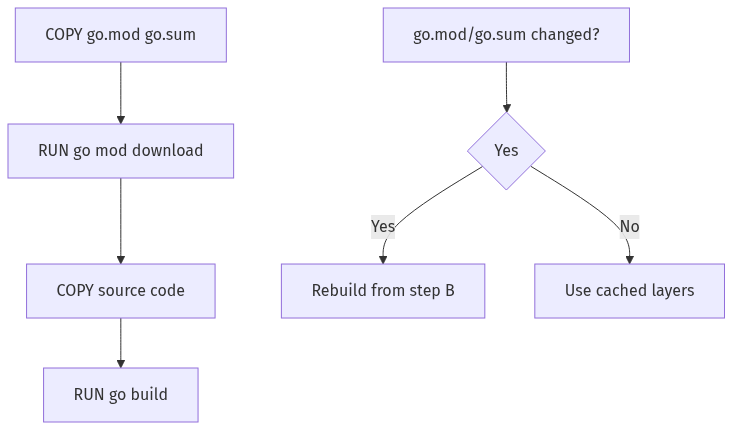 COPY go.mod go.sum
RUN go mod download
COPY source code
RUN go build
go.mod/go.sum changed?
Yes
Yes
No
Rebuild from step B
Use cached layers